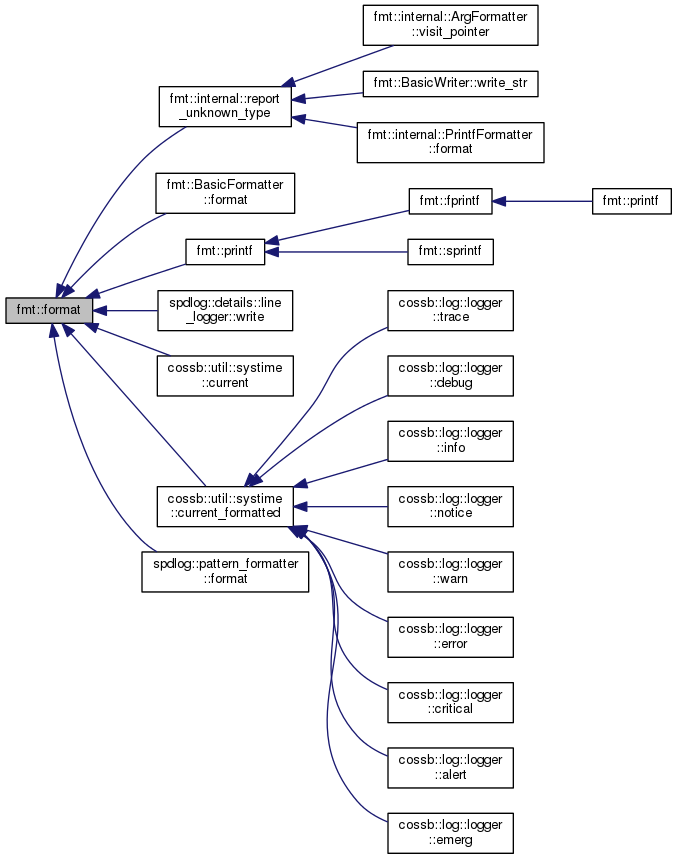 fmt::internal::ArgFormatter
::visit_pointer
fmt::internal::report
_unknown_type
fmt::BasicWriter::write_str
fmt::internal::PrintfFormatter
::format
fmt::BasicFormatter
::format
fmt::fprintf
fmt::printf
fmt::printf
fmt::sprintf
fmt::format
spdlog::details::line
_logger::write
cossb::log::logger
::trace
cossb::util::systime
::current
cossb::log::logger
::debug
cossb::log::logger
::info
cossb::util::systime
::current_formatted
cossb::log::logger
::notice
spdlog::pattern_formatter
::format
cossb::log::logger
::warn
cossb::log::logger
::error
cossb::log::logger
::critical
cossb::log::logger
::alert
cossb::log::logger
::emerg